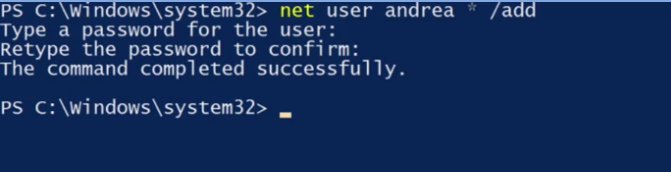 PS C:\Windows\system32> net user andrea * /add
Type a password for the user:
Retype the password to confirm:
The command completed successfully.
PS C:\Windows\system32>